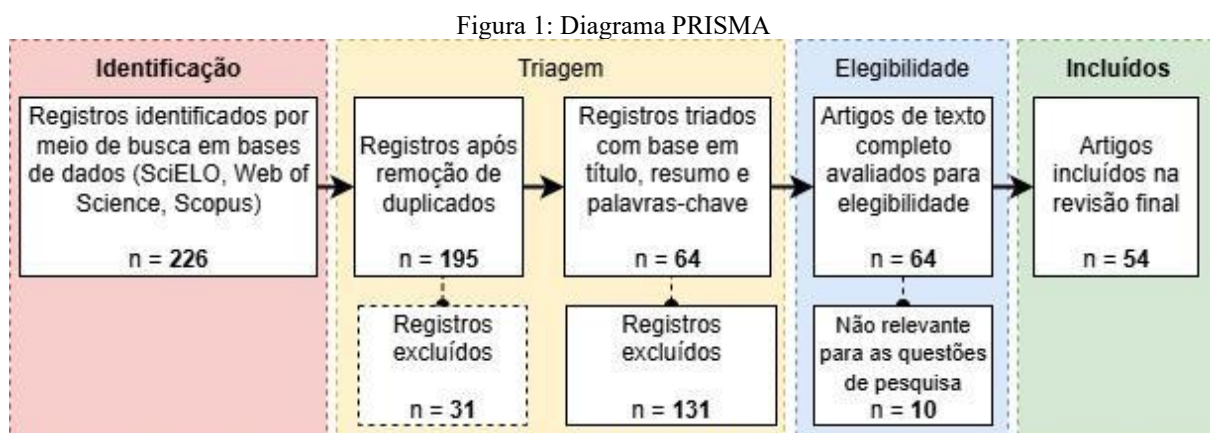 Figura 1: Diagrama PRISMA
Identificação
Registros identificados por
meio de busca em bases
de dados (SciELO, Web of
Science, Scopus)
n = 226
Triagem
Registros após
remoção de
duplicados
n = 195
Registros
excluídos
n = 31
Registros triados
com base em
título, resumo e
palavras-chave
n = 64
Registros
excluídos
n = 131
Elegibilidade
Artigos de texto
completo
avaliados para
elegibilidade
n = 64
Não relevante
para as questões
de pesquisa
n = 10
Incluídos
Artigos
incluídos na
revisão final
n = 54